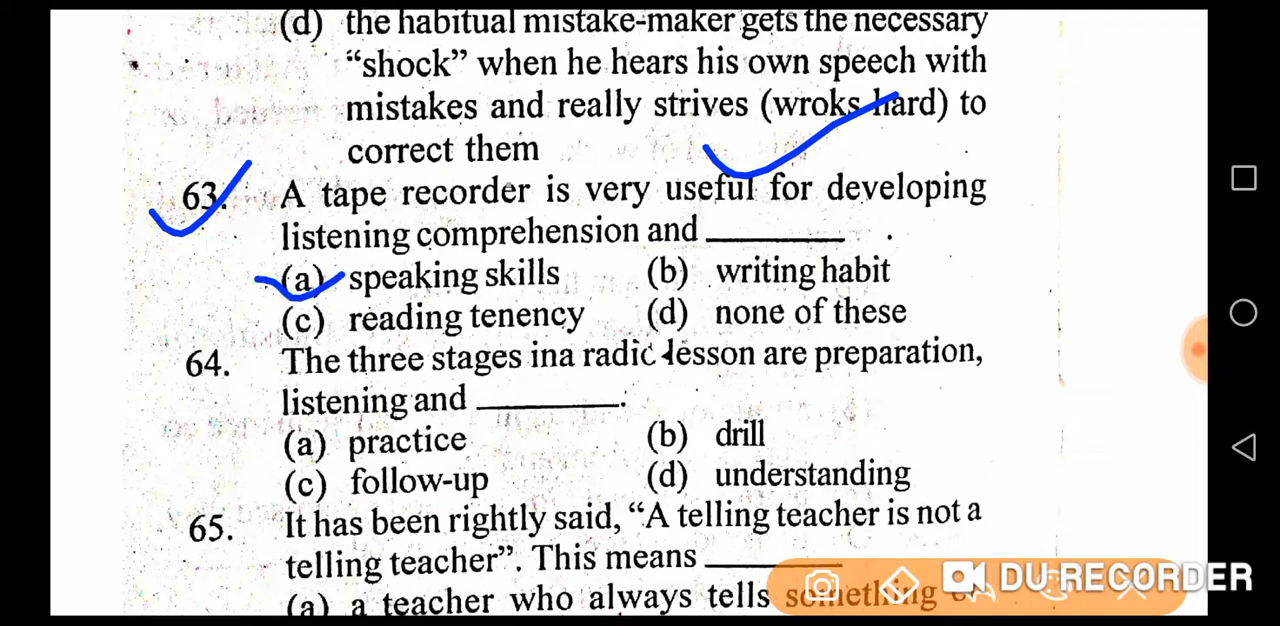 (d) the habitual mistake-maker gets the necessary
“shock” when he hears his own speech with
mistakes and really strives (wroks hard) to
correct them
63. A tape recorder is very useful for developing
listening comprehension and ________ .
(a) speaking skills (b) writing habit
(c) reading tenency (d) none of these
64. The three stages ina radio lesson are preparation,
listening and ________.
(a) practice (b) drill
(c) follow-up (d) understanding
65. It has been rightly said, “A telling teacher is not a
telling teacher”. This means ________
(a) a teacher who always tells something
DU RECORDER